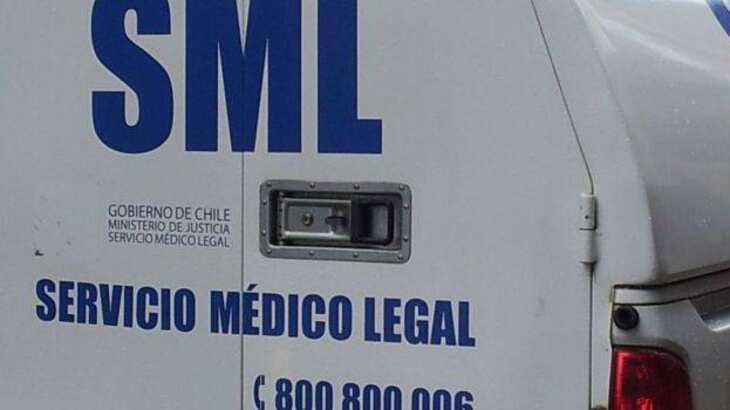 SML
GOBIERNO DE CHILE
MINISTERIO DE JUSTICIA
SERVICIO MÉDICO LEGAL
SERVICIO MÉDICO LEGAL
800 800 006